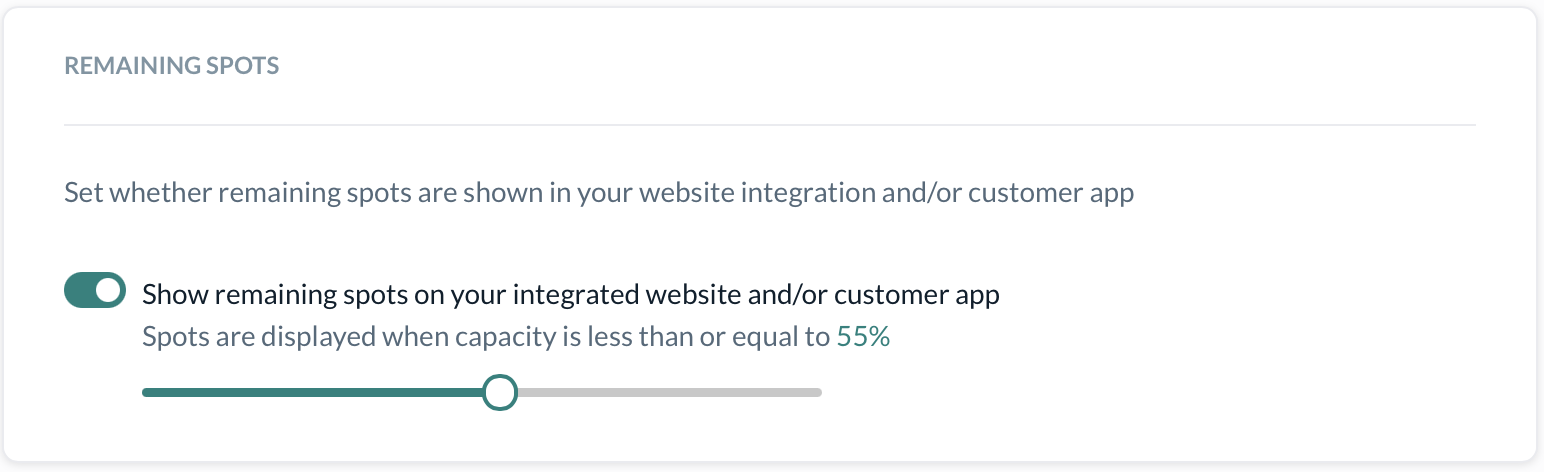 REMAINING SPOTS
Set whether remaining spots are shown in your website integration and/or customer app
Show remaining spots on your integrated website and/or customer app
Spots are displayed when capacity is less than or equal to 55%